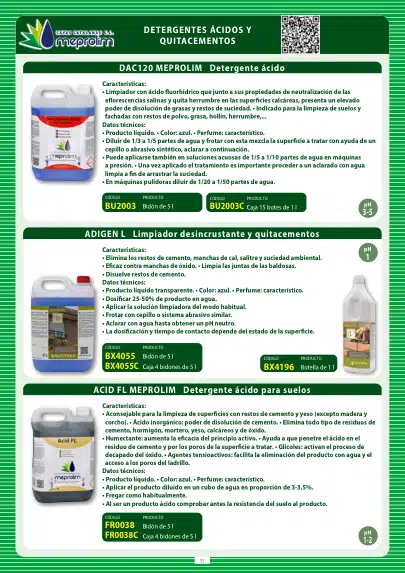 CAFÉS CATALANES S.L.
meprolim
DETERGENTES ÁCIDOS Y
QUITACEMENTOS
DAC120 MEPROLIM Detergente ácido
Características:
• Limpiador con ácido fluorhídrico que junto a sus propiedades de neutralización de las
eflorescencias salinas y quita herrumbre en las superficies calcáreas, presenta un elevado
poder de disolución de grasas y restos de suciedad. • Indicado para la limpieza de suelos y
fachadas con restos de polvo, grasa, hollín, herrumbre,...
Datos técnicos:
• Producto líquido. • Color: azul. • Perfume: característico.
• Diluir de 1/3 a 1/5 partes de agua y frotar con esta mezcla la superficie a tratar con ayuda de un
cepillo o abrasivo sintético, aclarar a continuación.
• Puede aplicarse también en soluciones acuosas de 1/5 a 1/10 partes de agua en máquinas
a presión. • Una vez aplicado el tratamiento es importante proceder a un aclarado con agua
limpia a fin de arrastrar la suciedad.
• En máquinas pulidoras diluir de 1/20 a 1/50 partes de agua.
CÓDIGO PRODUCTO
BU2003 Bidón de 5 l
CÓDIGO PRODUCTO
BU2003C Caja 15 botes de 1 l
pH
3-5
meprolim
ADIGEN L Limpiador desincrustante y quitacementos
Características:
• Elimina los restos de cemento, manchas de cal, salitre y suciedad ambiental.
• Eficaz contra manchas de óxido. • Limpia las juntas de las baldosas.
• Disuelve restos de cemento.
Datos técnicos:
• Producto líquido transparente. • Color: azul. • Perfume: característico.
• Dosificar 25-50% de producto en agua.
• Aplicar la solución limpiadora del modo habitual.
• Frotar con cepillo o sistema abrasivo similar.
• Aclarar con agua hasta obtener un pH neutro.
• La dosificación y tiempo de contacto depende del estado de la superficie.
pH
1
CÓDIGO PRODUCTO
BX4055 Bidón de 5 l
BX4055C Caja 4 bidones de 5 l
CÓDIGO PRODUCTO
BX4196 Botella de 1 l
ACID FL MEPROLIM Detergente ácido para suelos
Características:
• Aconsejable para la limpieza de superficies con restos de cemento y yeso (excepto madera y
corcho). • Ácido inorgánico: poder de disolución de cemento. • Elimina todo tipo de residuos de
cemento, hormigón, mortero, yeso, calcáreos y de óxido.
• Humectante: aumenta la eficacia del principio activo. • Ayuda a que penetre el ácido en el
residuo de cemento y por los poros de la superficie a tratar. • Glicoles: activan el proceso de
decapado del óxido. • Agentes tensioactivos: facilita la eliminación del producto con agua y el
acceso a los poros del ladrillo.
Datos técnicos:
• Producto líquido. • Color: azul. • Perfume: característico.
• Aplicar el producto diluido en un cubo de agua en proporción de 3-3,5%.
• Fregar como habitualmente.
• Al ser un producto ácido comprobar antes la resistencia del suelo al producto.
Acid FL
meprolim
CÓDIGO PRODUCTO
FR0038 Bidón de 5 l
FR0038C Caja 4 bidones de 5 l
pH
1-2
31